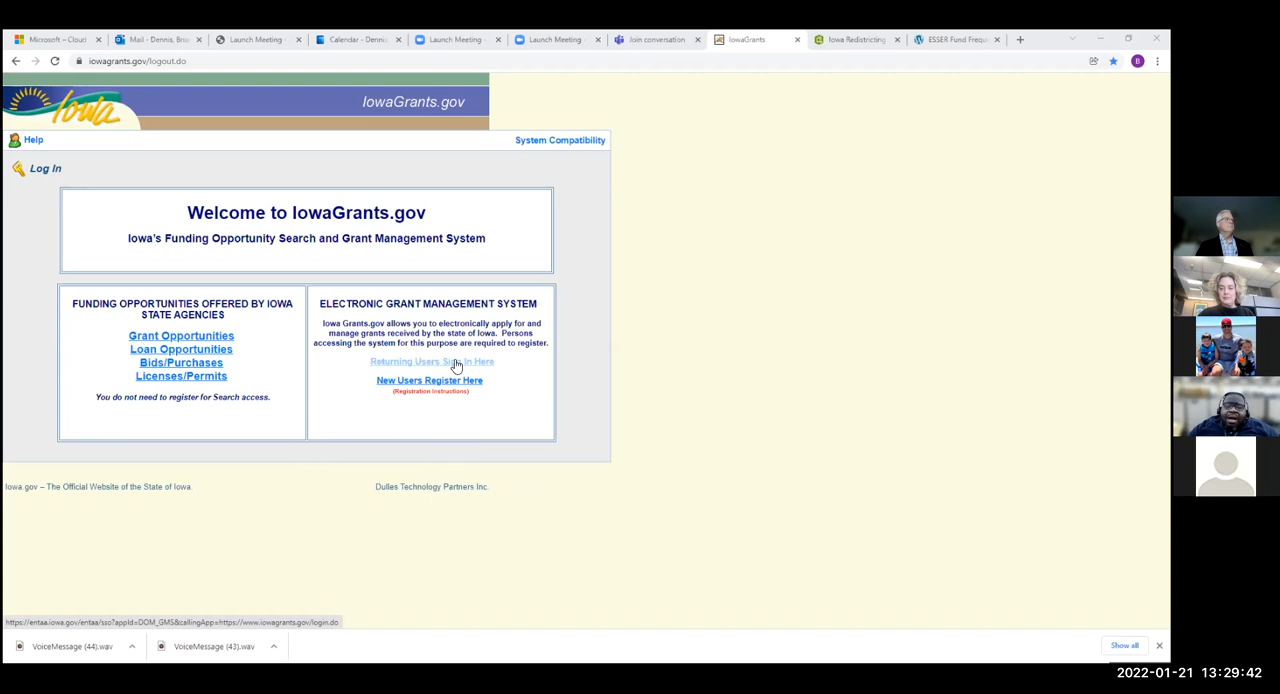 Microsoft – Cloud
Mail - Dennis, Bru
Launch Meeting -
Calendar - Dennis
Launch Meeting -
Launch Meeting -
Join conversation
IowaGrants
Iowa Redistricting
ESSER Fund Frequ
iowagrants.gov/logout.do
B
Iowa
IowaGrants.gov
Help
System Compatibility
Log In
Welcome to IowaGrants.gov
Iowa's Funding Opportunity Search and Grant Management System
FUNDING OPPORTUNITIES OFFERED BY IOWA
STATE AGENCIES
Grant Opportunities
Loan Opportunities
Bids/Purchases
Licenses/Permits
You do not need to register for Search access.
ELECTRONIC GRANT MANAGEMENT SYSTEM
Iowa Grants.gov allows you to electronically apply for and
manage grants received by the state of Iowa. Persons
accessing the system for this purpose are required to register.
Returning Users Sign In Here
New Users Register Here
(Registration Instructions)
Iowa.gov – The Official Website of the State of Iowa.
Dulles Technology Partners Inc.
https://entaa.iowa.gov/entaa/sso?appId=DOM_GMS&callingApp=https://www.iowagrants.gov/login.do
VoiceMessage (44).wav
VoiceMessage (43).wav
Show all
2022-01-21 13:29:42